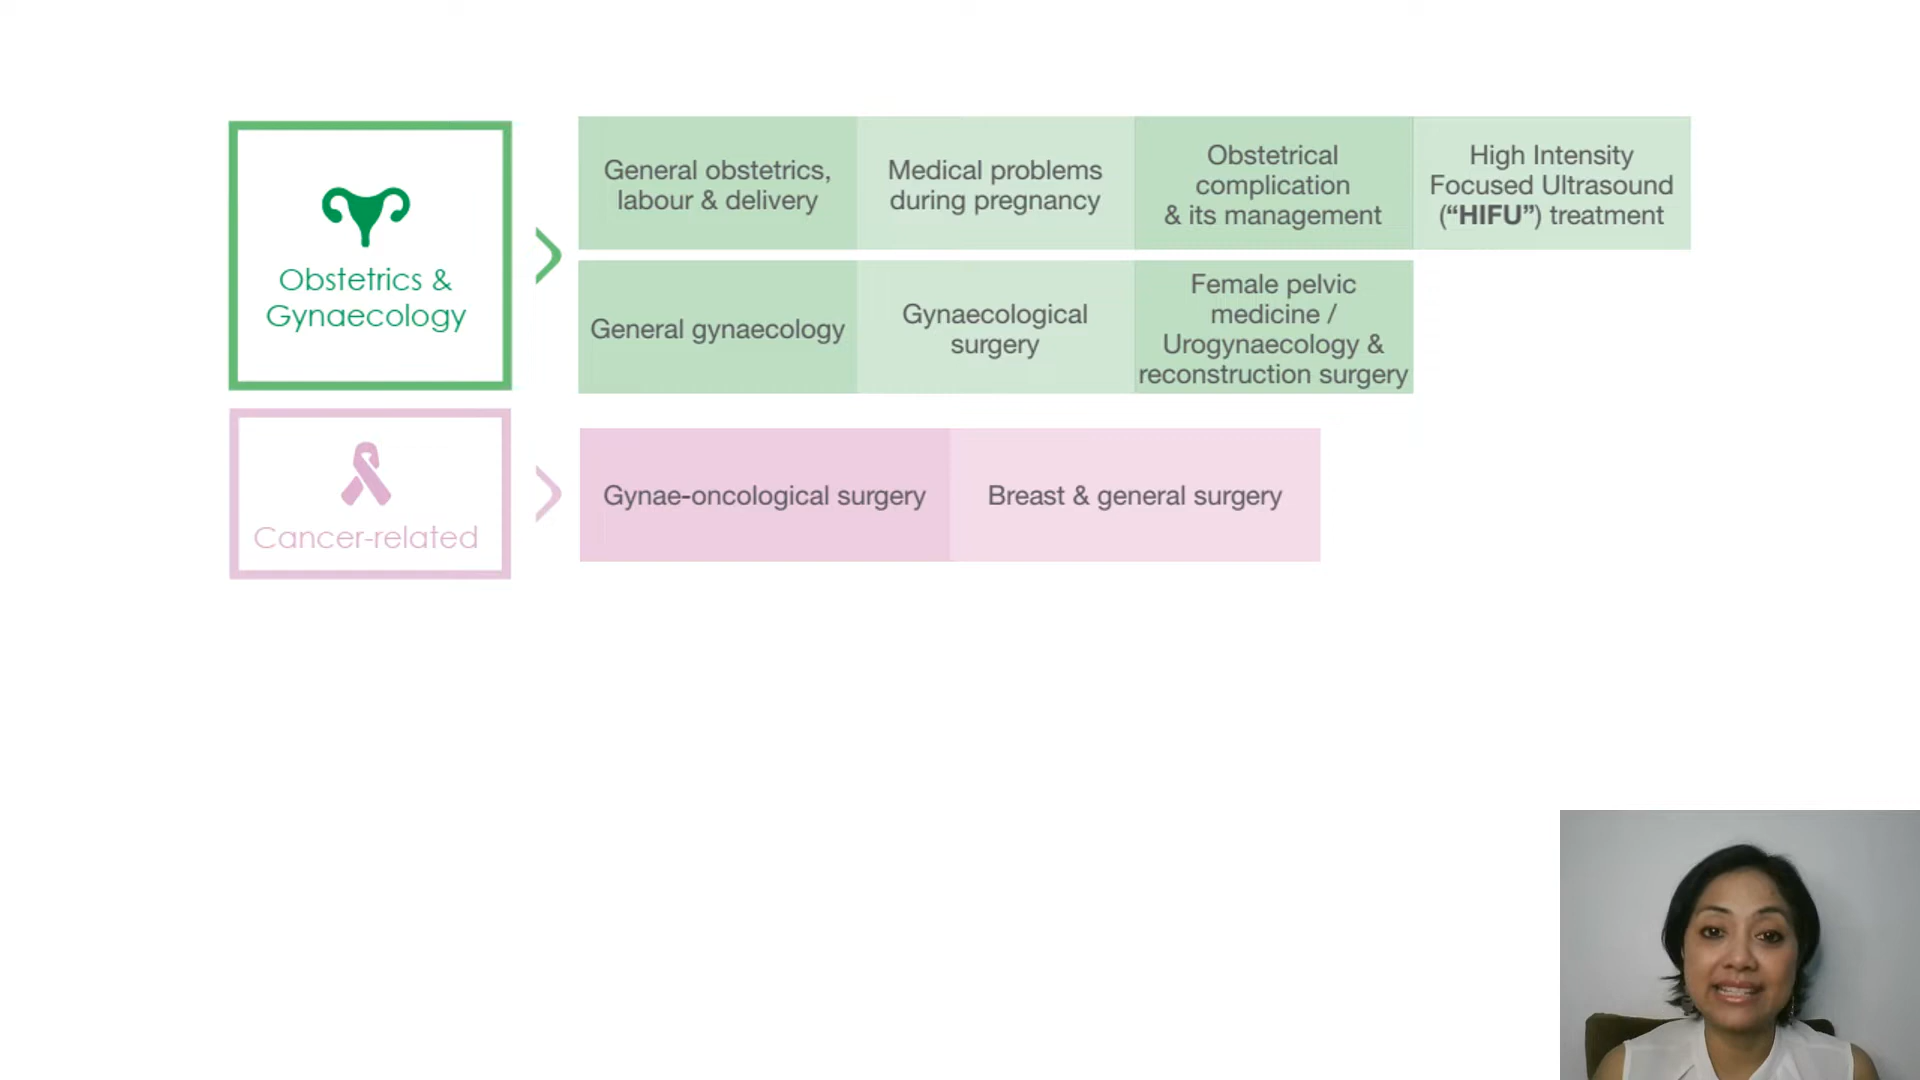 Obstetrics &
Gynaecology
General obstetrics,
labour & delivery
Medical problems
during pregnancy
Obstetrical
complication
& its management
High Intensity
Focused Ultrasound
(“HIFU”) treatment
General gynaecology
Gynaecological
surgery
Female pelvic
medicine /
Urogynaecology &
reconstruction surgery
Cancer-related
Gynae-oncological surgery
Breast & general surgery